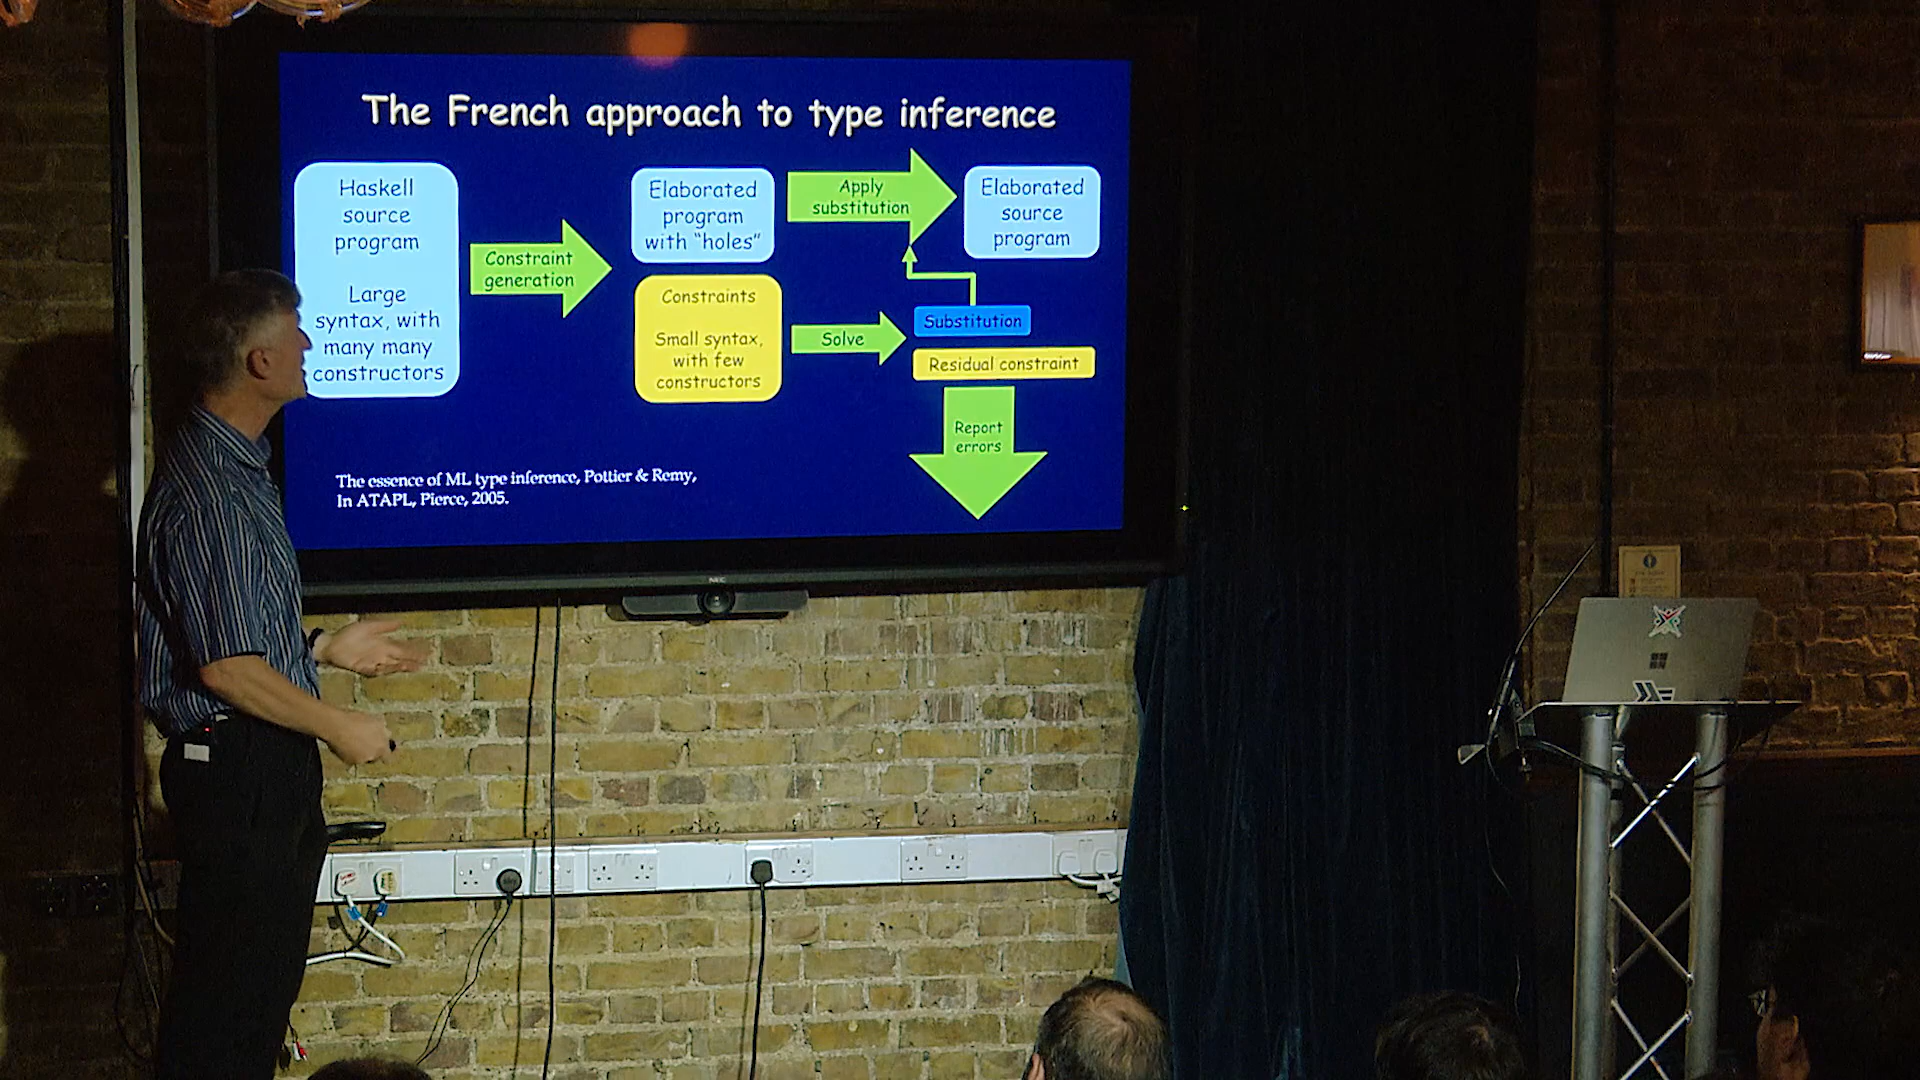 The French approach to type inference
Haskell
source
program
Large
syntax, with
many many
constructors
Constraint
generation
Elaborated
program
with “holes”
Constraints
Small syntax,
with few
constructors
Apply
substitution
Solve
Elaborated
source
program
Substitution
Residual constraint
Report
errors
The essence of ML type inference, Pottier & Remy,
In ATAPL, Pierce, 2005.
NEC